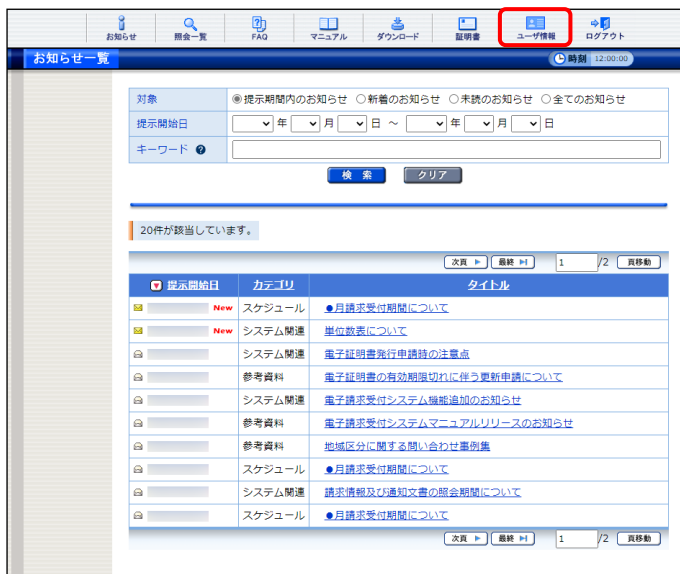 お知らせ 照会一覧 FAQ マニュアル ダウンロード 証明書 ユーザ情報 ログアウト
お知らせ一覧 時刻 12:00:00
対象 提示期間内のお知らせ 新着のお知らせ 未読のお知らせ 全てのお知らせ
提示開始日 年 月 日 ～ 年 月 日
キーワード ?
検 索 クリア
20件が該当しています。
次頁 最終 1 /2 頁移動
提示開始日 カテゴリ タイトル
New スケジュール ●月請求受付期間について
New システム関連 単位数表について
システム関連 電子証明書発行申請時の注意点
参考資料 電子証明書の有効期限切れに伴う更新申請について
システム関連 電子請求受付システム機能追加のお知らせ
参考資料 電子請求受付システムマニュアルリリースのお知らせ
参考資料 地域区分に関する問い合わせ事例集
スケジュール ●月請求受付期間について
システム関連 請求情報及び通知文書の照会期間について
スケジュール ●月請求受付期間について
次頁 最終 1 /2 頁移動